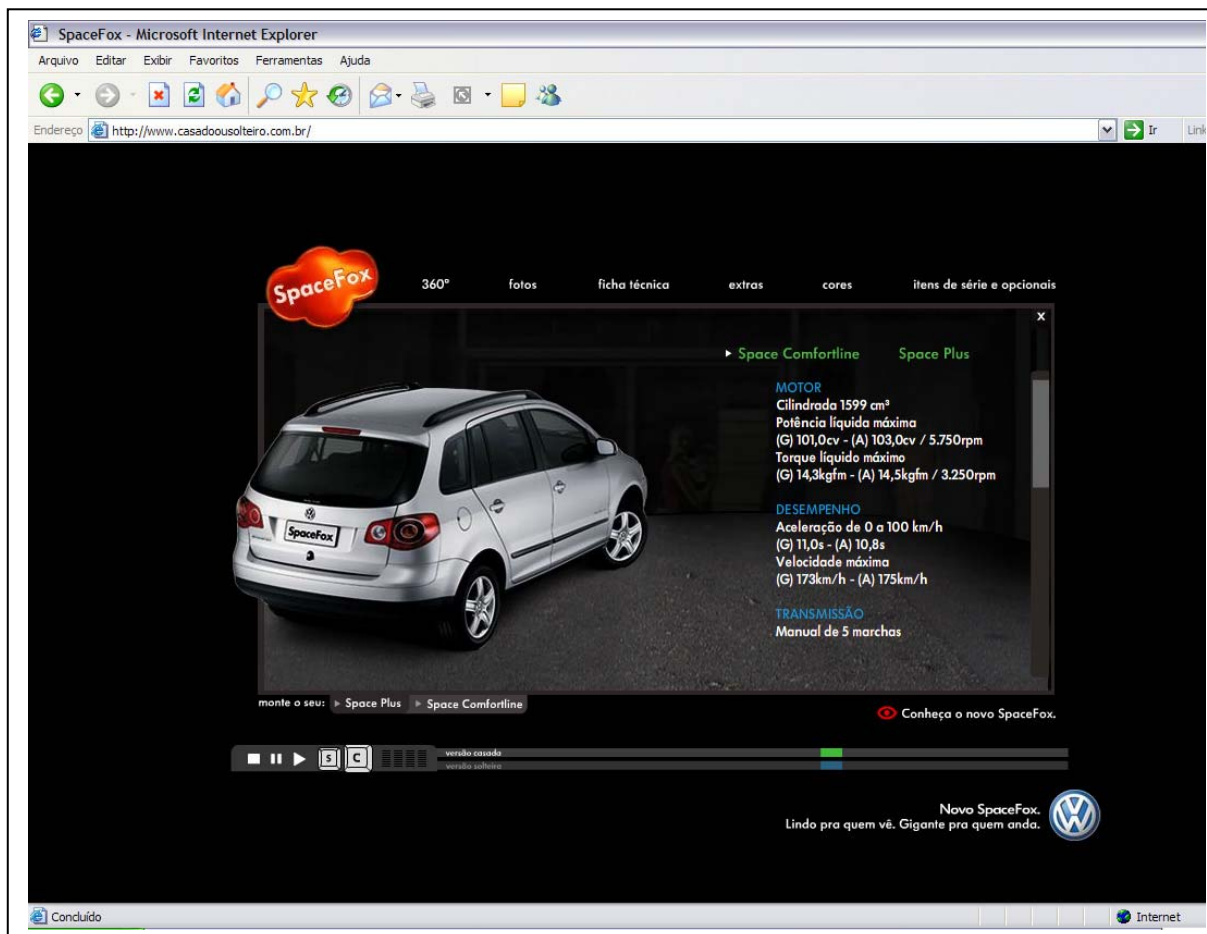 SpaceFox - Microsoft Internet Explorer
Arquivo Editar Exibir Favoritos Ferramentas Ajuda
Endereço http://www.casadoousolteiro.com.br/ Ir Link
SpaceFox
360º fotos ficha técnica extras cores itens de série e opcionais
x
Space Comfortline Space Plus
MOTOR
Cilindrada 1599 cm³
Potência líquida máxima
(G) 101,0cv - (A) 103,0cv / 5.750rpm
Torque líquido máximo
(G) 14,3kgfm - (A) 14,5kgfm / 3.250rpm
DESEMPENHO
Aceleração de 0 a 100 km/h
(G) 11,0s - (A) 10,8s
Velocidade máxima
(G) 173km/h - (A) 175km/h
TRANSMISSÃO
Manual de 5 marchas
SpaceFox
monte o seu: Space Plus Space Comfortline
Conheça o novo SpaceFox.
S C
versão casada
versão solteira
Novo SpaceFox.
Lindo pra quem vê. Gigante pra quem anda.
Concluído Internet